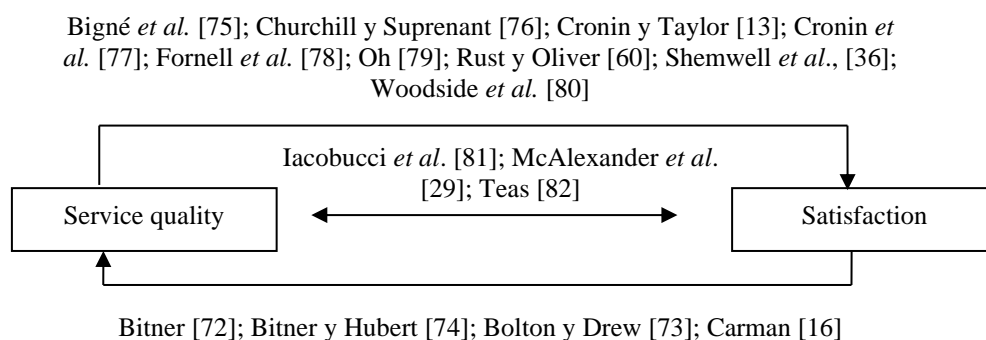 Bigné et al. [75]; Churchill y Suprenant [76]; Cronin y Taylor [13]; Cronin et
al. [77]; Fornell et al. [78]; Oh [79]; Rust y Oliver [60]; Shemwell et al., [36];
Woodside et al. [80]
Iacobucci et al. [81]; McAlexander et al.
[29]; Teas [82]
Service quality
Satisfaction
Bitner [72]; Bitner y Hubert [74]; Bolton y Drew [73]; Carman [16]